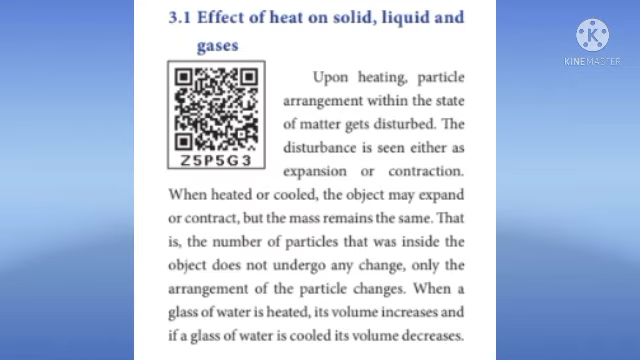 3.1 Effect of heat on solid, liquid and
gases
K
KINEMASTER
Z5P5G3
Upon heating, particle
arrangement within the state
of matter gets disturbed. The
disturbance is seen either as
expansion or contraction.
When heated or cooled, the object may expand
or contract, but the mass remains the same. That
is, the number of particles that was inside the
object does not undergo any change, only the
arrangement of the particle changes. When a
glass of water is heated, its volume increases and
if a glass of water is cooled its volume decreases.